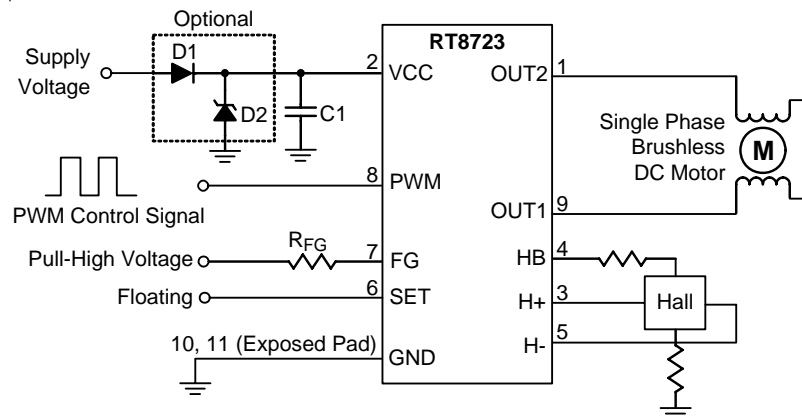 Optional
D1
RT8723
Supply
Voltage
2
VCC
OUT2
1
D2
C1
Single Phase
Brushless
DC Motor
M
8
PWM
PWM Control Signal
OUT1
9
Pull-High Voltage
RFG
7
FG
HB
4
Floating
6
SET
H+
3
Hall
10, 11 (Exposed Pad)
GND
H-
5